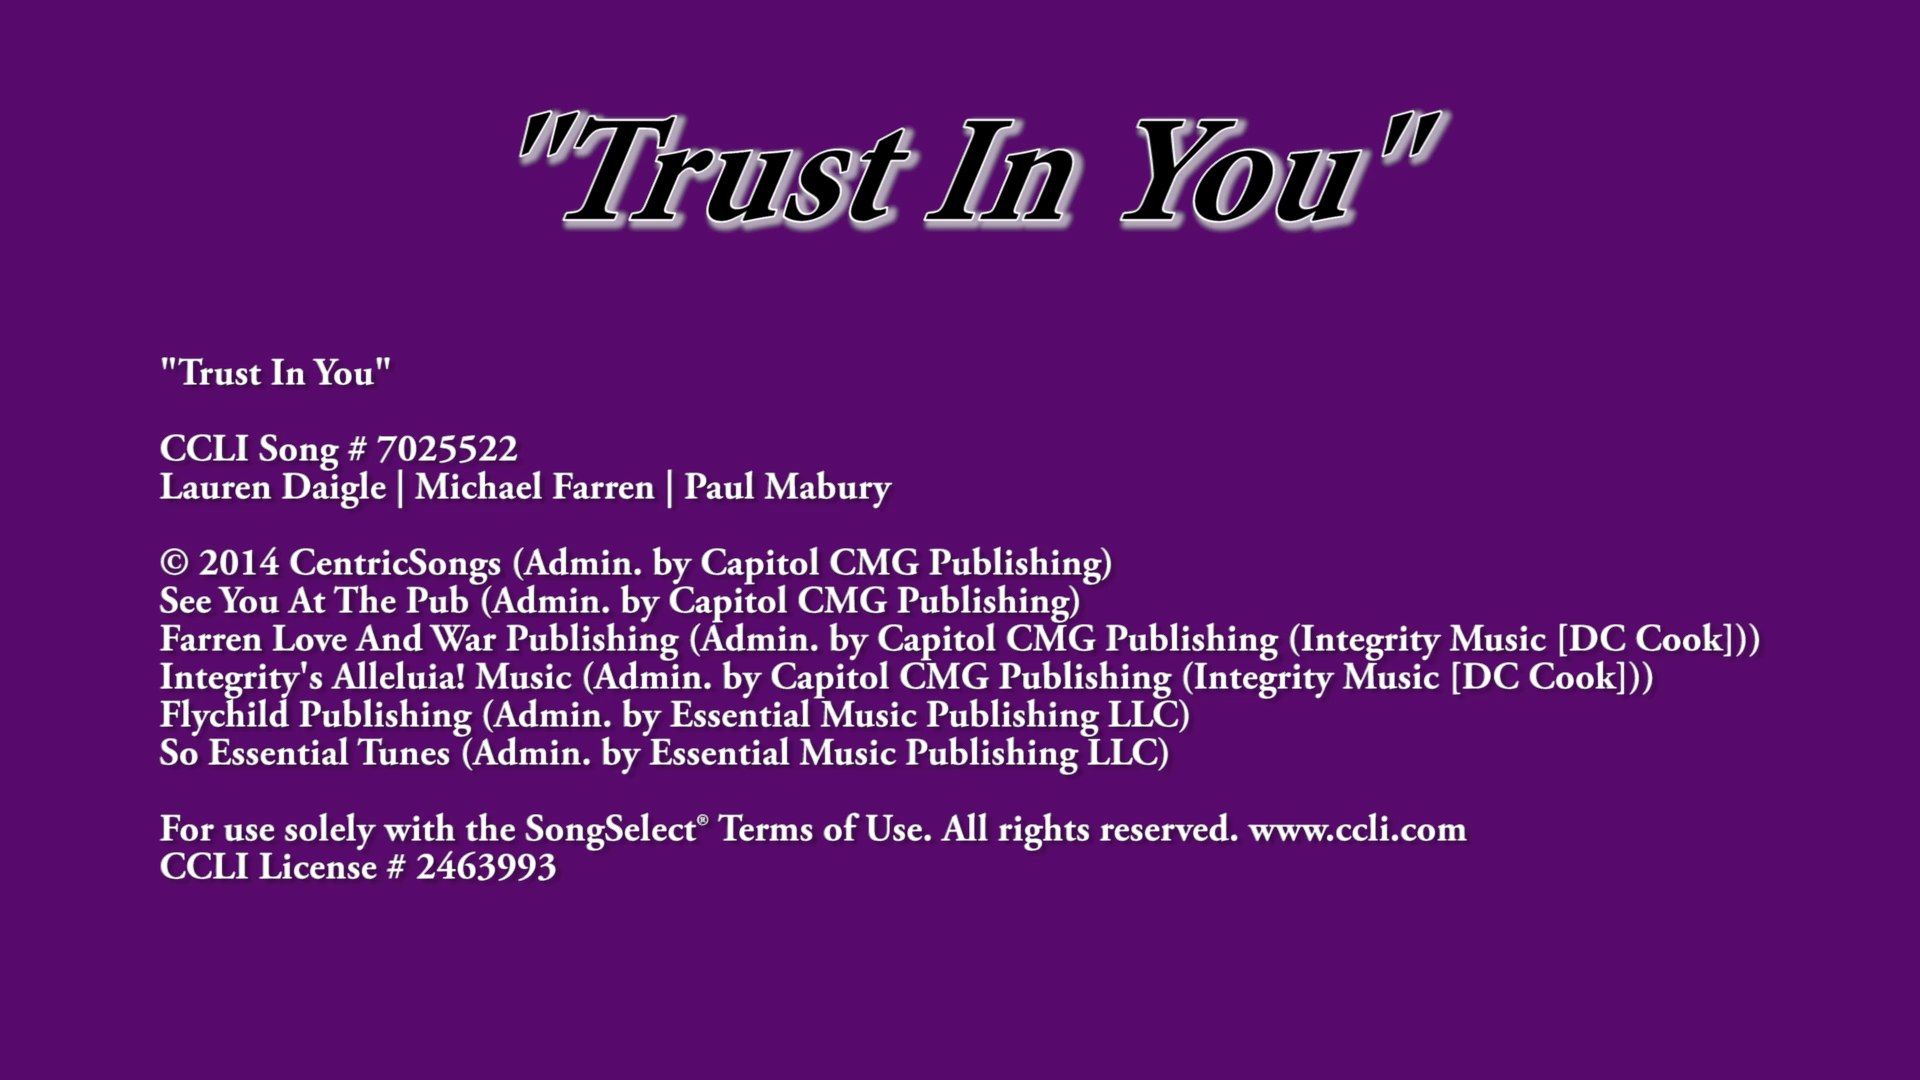 "Trust In You"
"Trust In You"
CCLI Song # 7025522
Lauren Daigle | Michael Farren | Paul Mabury
© 2014 CentricSongs (Admin. by Capitol CMG Publishing)
See You At The Pub (Admin. by Capitol CMG Publishing)
Farren Love And War Publishing (Admin. by Capitol CMG Publishing (Integrity Music [DC Cook]))
Integrity's Alleluia! Music (Admin. by Capitol CMG Publishing (Integrity Music [DC Cook]))
Flychild Publishing (Admin. by Essential Music Publishing LLC)
So Essential Tunes (Admin. by Essential Music Publishing LLC)
For use solely with the SongSelect® Terms of Use. All rights reserved. www.ccli.com
CCLI License # 2463993